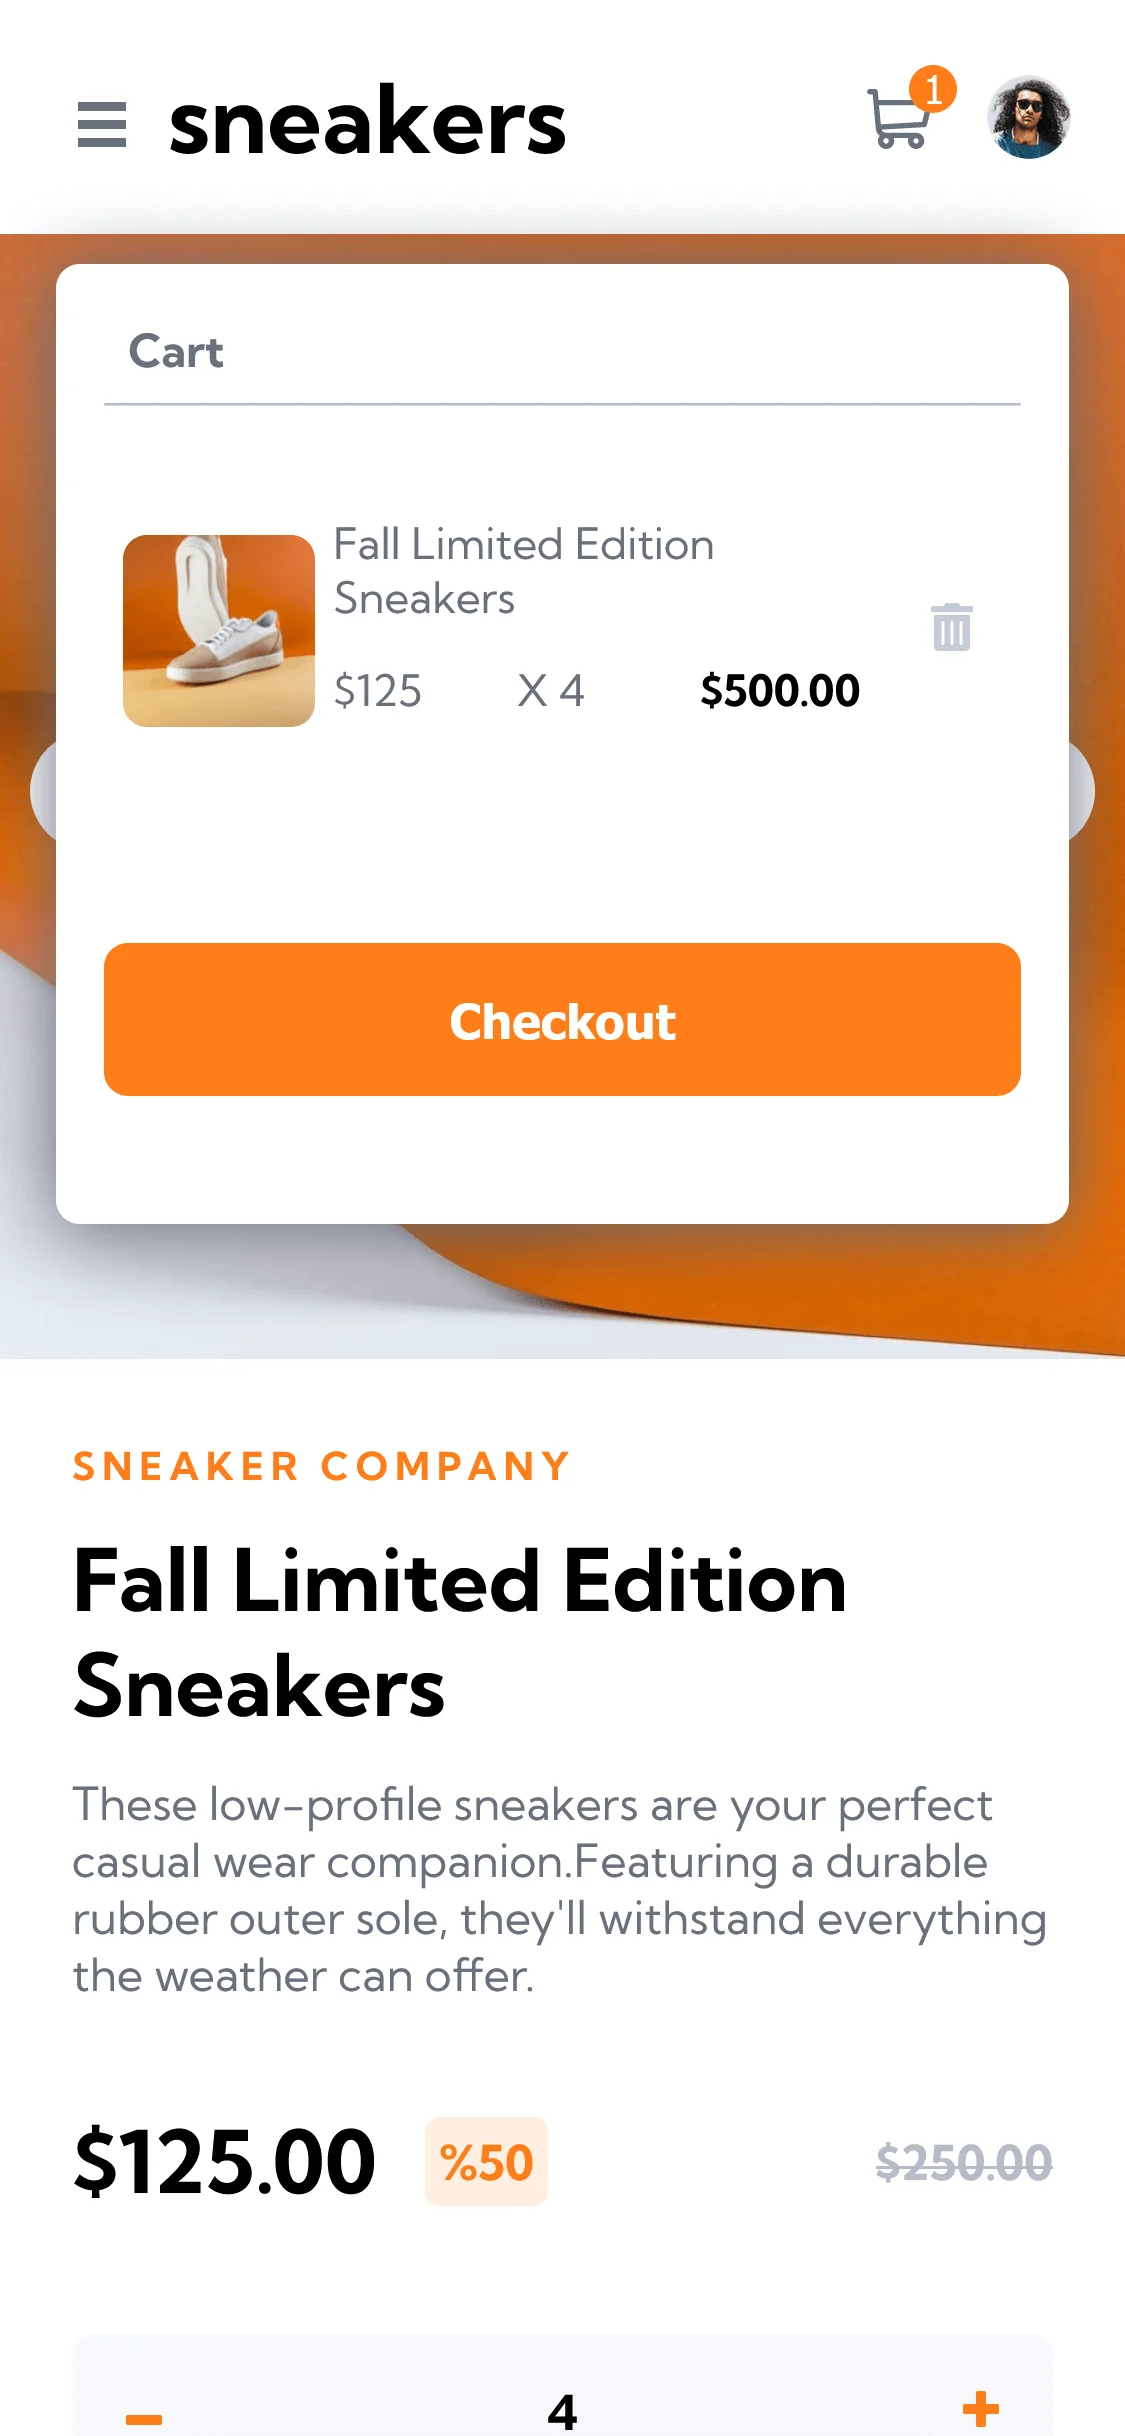 sneakers
1
Cart
Fall Limited Edition
Sneakers
$125 X 4 $500.00
Checkout
SNEAKER COMPANY
Fall Limited Edition
Sneakers
These low-profile sneakers are your perfect
casual wear companion.Featuring a durable
rubber outer sole, they'll withstand everything
the weather can offer.
$125.00 %50 $250.00
4